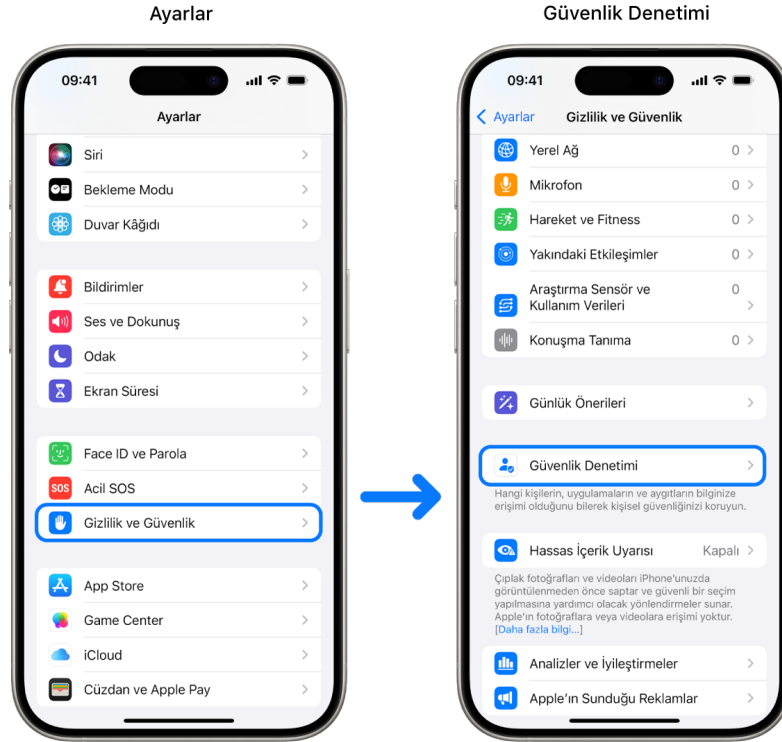 Ayarlar
09:41
Ayarlar
Siri
Bekleme Modu
Duvar Kâğıdı
Bildirimler
Ses ve Dokunuş
Odak
Ekran Süresi
Face ID ve Parola
SOS Acil SOS
Gizlilik ve Güvenlik
App Store
Game Center
iCloud
Cüzdan ve Apple Pay
Güvenlik Denetimi
09:41
Ayarlar Gizlilik ve Güvenlik
Yerel Ağ 0
Mikrofon 0
Hareket ve Fitness 0
Yakındaki Etkileşimler 0
Araştırma Sensör ve 0
Kullanım Verileri
Konuşma Tanıma 0
Günlük Önerileri
Güvenlik Denetimi
Hangi kişilerin, uygulamaların ve aygıtların bilginize
erişimi olduğunu bilerek kişisel güvenliğinizi koruyun.
Hassas İçerik Uyarısı Kapalı
Çıplak fotoğrafları ve videoları iPhone'unuzda
görüntülenmeden önce saptar ve güvenli bir seçim
yapılmasına yardımcı olacak yönlendirmeler sunar.
Apple'ın fotoğraflara veya videolara erişimi yoktur.
[Daha fazla bilgi...]
Analizler ve İyileştirmeler
Apple'ın Sunduğu Reklamlar